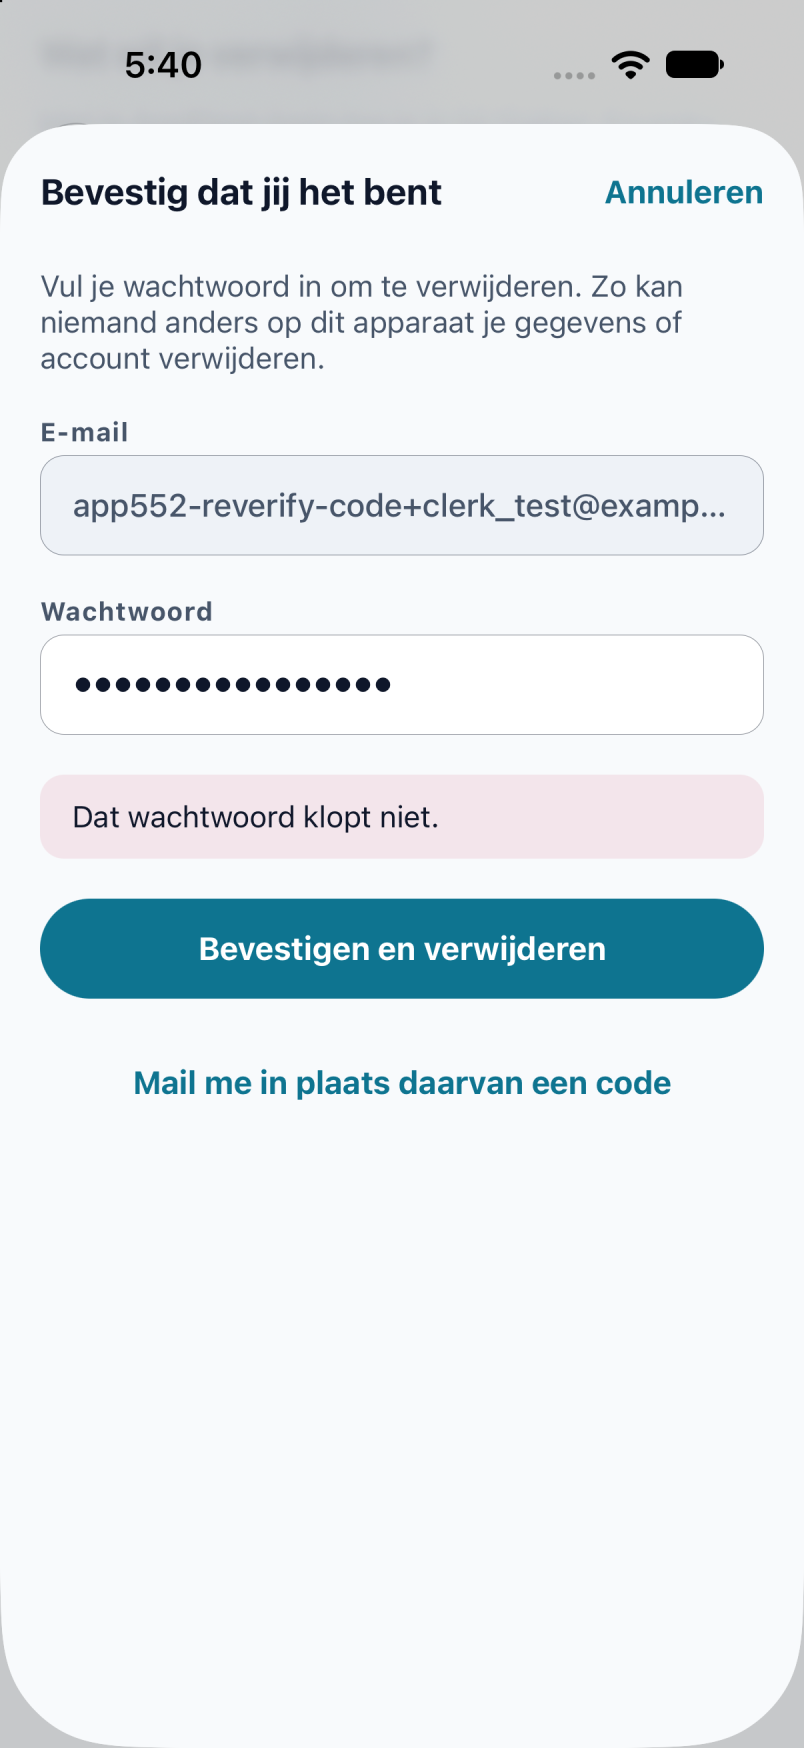 5:40
Bevestig dat jij het bent
Annuleren
Vul je wachtwoord in om te verwijderen. Zo kan
niemand anders op dit apparaat je gegevens of
account verwijderen.
E-mail
app552-reverify-code+clerk_test@examp...
Wachtwoord
Dat wachtwoord klopt niet.
Bevestigen en verwijderen
Mail me in plaats daarvan een code